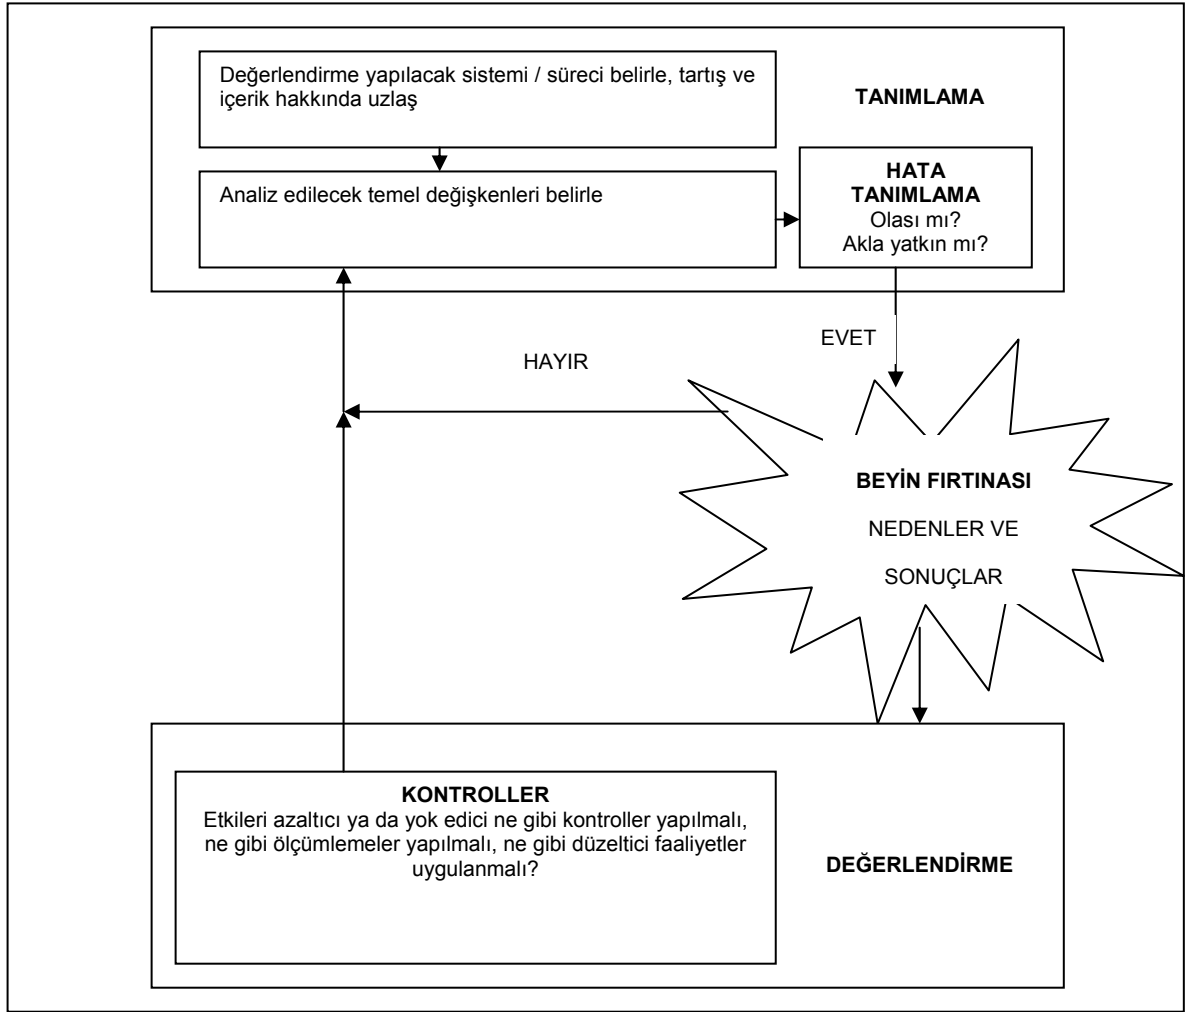 Değerlendirme yapılacak sistemi / süreci belirle, tartış ve
içerik hakkında uzlaş
TANIMLAMA
Analiz edilecek temel değişkenleri belirle
HATA
TANIMLAMA
Olası mı?
Akla yatkın mı?
EVET
HAYIR
BEYİN FIRTINASI
NEDENLER VE
SONUÇLAR
KONTROLLER
Etkileri azaltıcı ya da yok edici ne gibi kontroller yapılmalı,
ne gibi ölçümlemeler yapılmalı, ne gibi düzeltici faaliyetler
uygulanmalı?
DEĞERLENDİRME